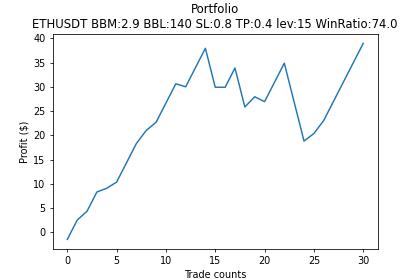 Portfolio
ETHUSDT BBM:2.9 BBL:140 SL:0.8 TP:0.4 lev:15 WinRatio:74.0
40
35
30
25
20
15
10
5
0
Profit ($)
0 5 10 15 20 25 30
Trade counts